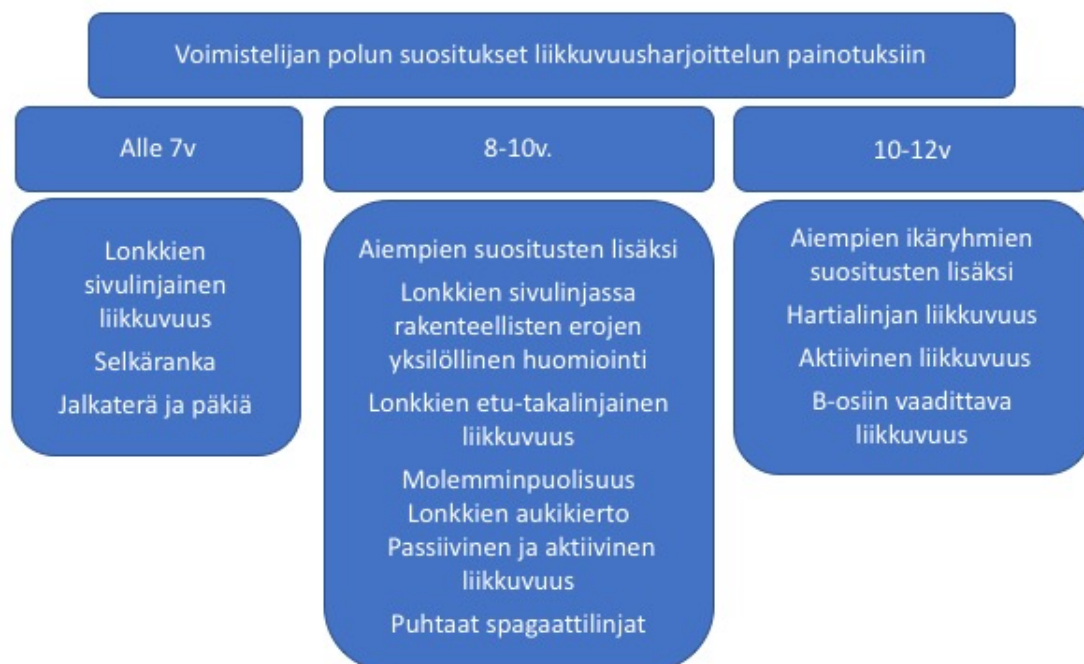 Voimistelijan polun suositukset liikkuvuusharjoittelun painotuksiin
Alle 7v
Lonkkien
sivulinjainen
liikkuvuus
Selkäranka
Jalkaterä ja päkiä
8-10v.
Aiempien suositusten lisäksi
Lonkkien sivulinjassa
rakenteellisten erojen
yksilöllinen huomiointi
Lonkkien etu-takalinjainen
liikkuvuus
Molemminpuolisuus
Lonkkien aukikierto
Passiivinen ja aktiivinen
liikkuvuus
Puhtaat spagaattilinjat
10-12v
Aiempien ikäryhmien
suositusten lisäksi
Hartialinjan liikkuvuus
Aktiivinen liikkuvuus
B-osiin vaadittava
liikkuvuus